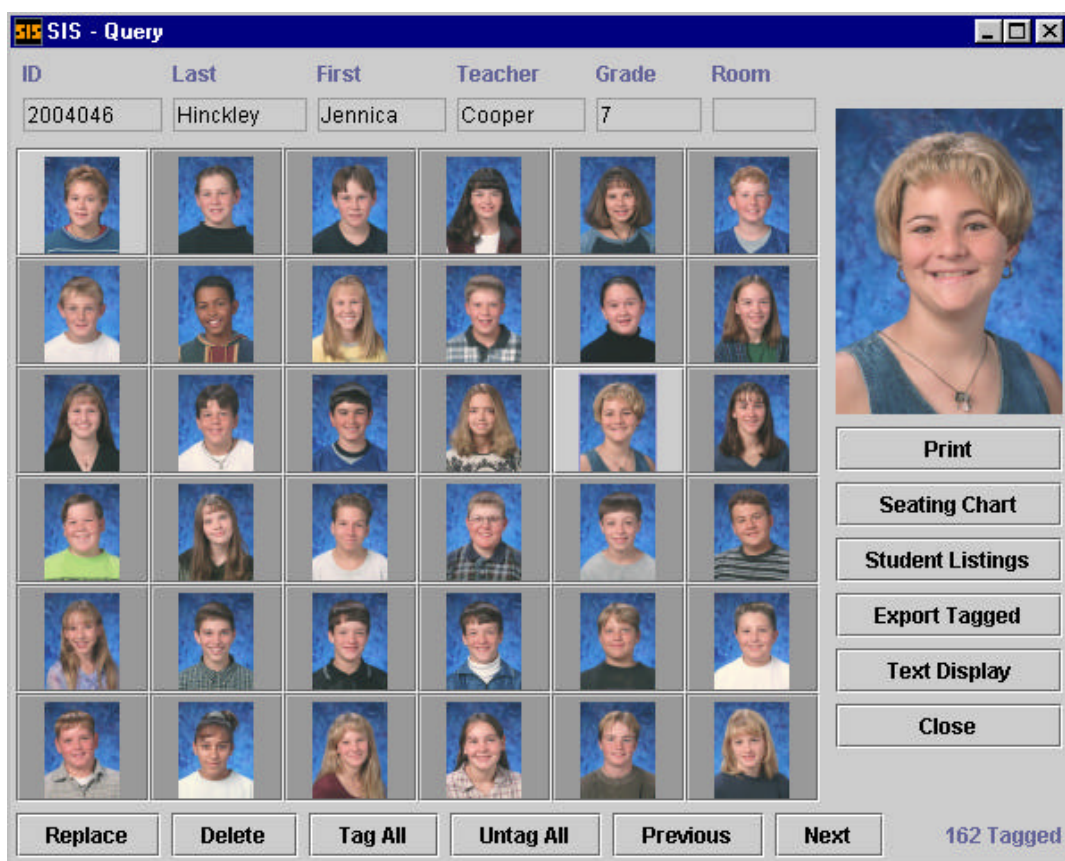 SIS SIS - Query
ID Last First Teacher Grade Room
2004046 Hinckley Jennica Cooper 7
Print
Seating Chart
Student Listings
Export Tagged
Text Display
Close
Replace Delete Tag All Untag All Previous Next 162 Tagged